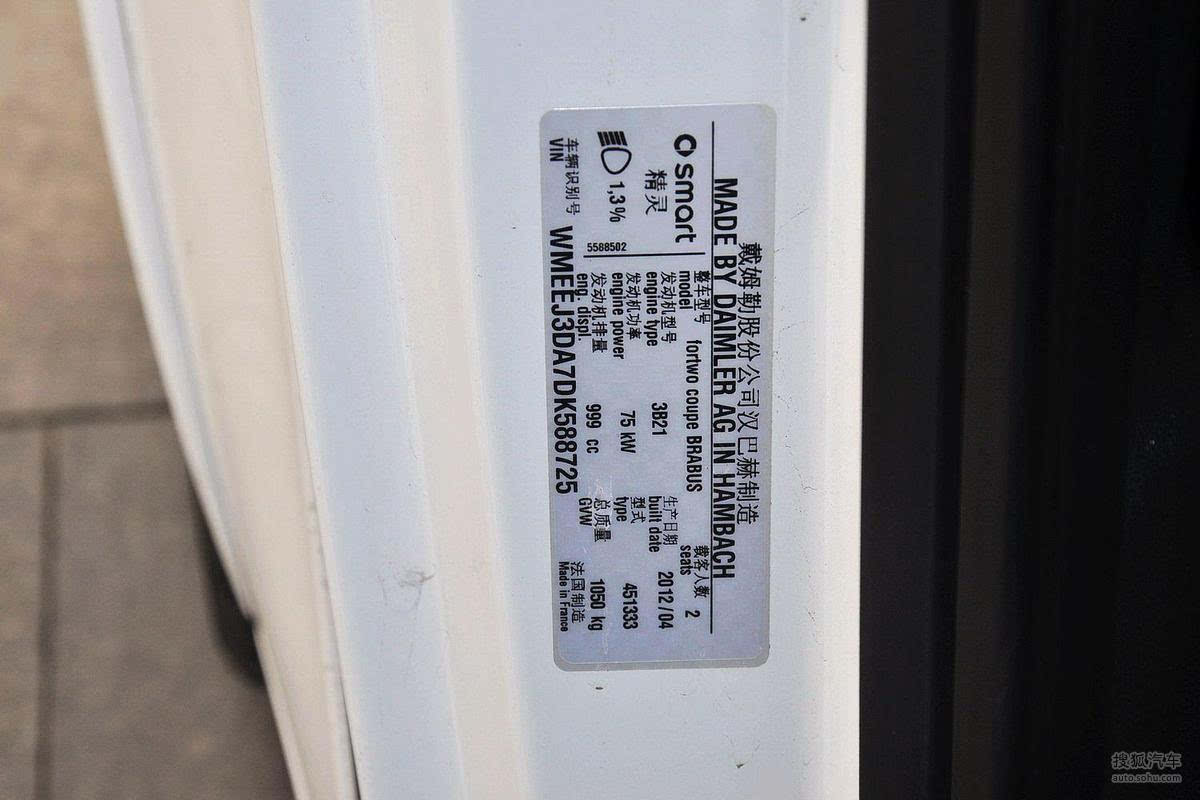 戴姆勒股份公司汉巴赫制造
MADE BY DAIMLER AG IN HAMBACH
smart
精灵
1,3%
5588502
整车型号
model fortwo coupe BRABUS
载客人数
seats 2
发动机型号
engine type 3B21
生产日期
built date 2012/04
发动机功率
engine power 75 kW
型式
type 451333
发动机排量
eng. displ. 999 cc
总质量
GVW 1050 kg
车辆识别号
VIN WMEEJ3DA7DK588725
法国制造
Made in France
搜狐汽车
auto.sohu.com